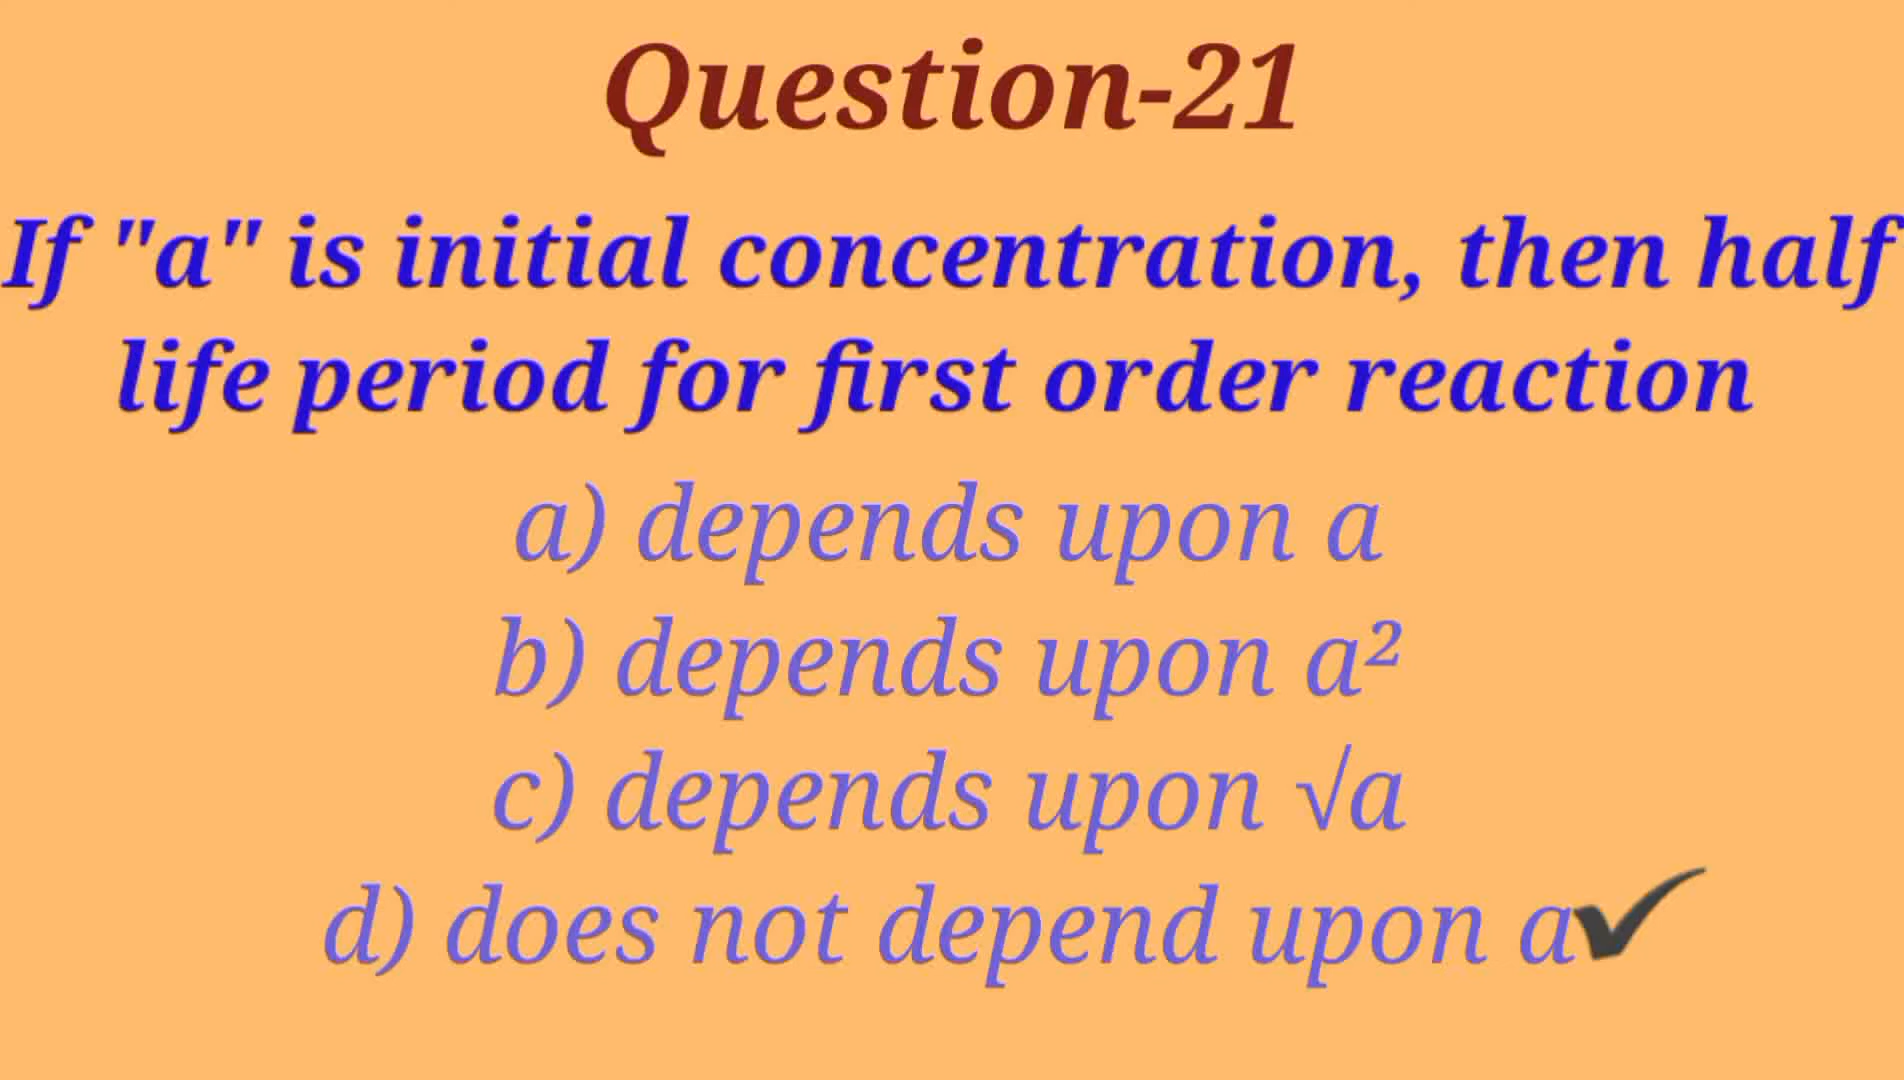 Question-21
If "a" is initial concentration, then half
life period for first order reaction
a) depends upon a
b) depends upon a²
c) depends upon √a
d) does not depend upon a✔